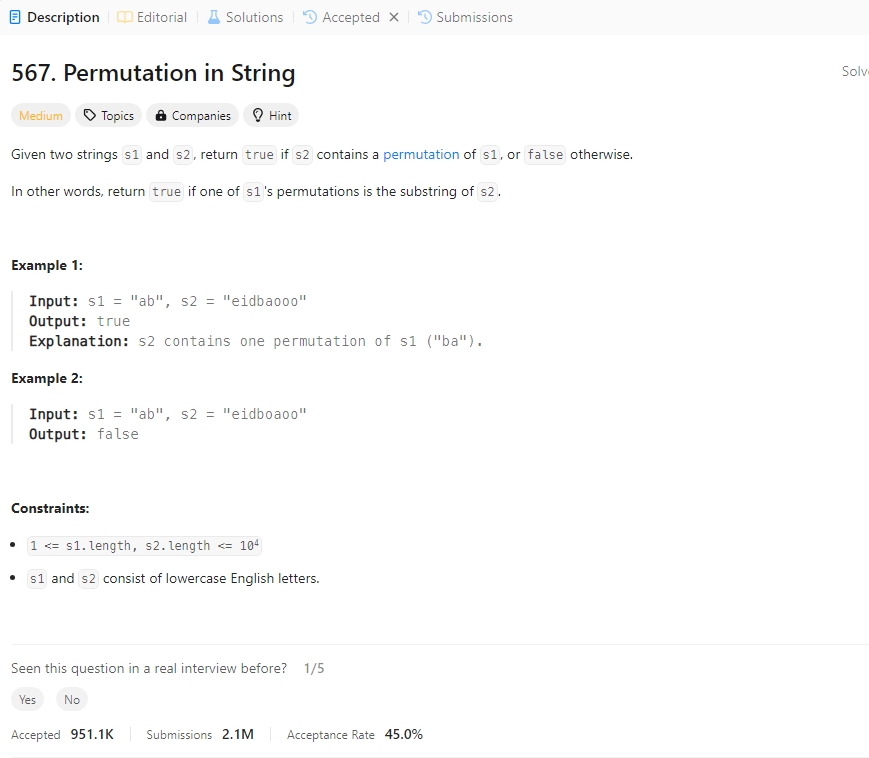 Description Editorial Solutions Accepted Submissions
567. Permutation in String
Solv
Medium Topics Companies Hint
Given two strings s1 and s2, return true if s2 contains a permutation of s1, or false otherwise.
In other words, return true if one of s1's permutations is the substring of s2.
Example 1:
Input: s1 = "ab", s2 = "eidbaooo"
Output: true
Explanation: s2 contains one permutation of s1 ("ba").
Example 2:
Input: s1 = "ab", s2 = "eidboaoo"
Output: false
Constraints:
• 1 <= s1.length, s2.length <= 10⁴
• s1 and s2 consist of lowercase English letters.
Seen this question in a real interview before? 1/5
Yes No
Accepted 951.1K Submissions 2.1M Acceptance Rate 45.0%